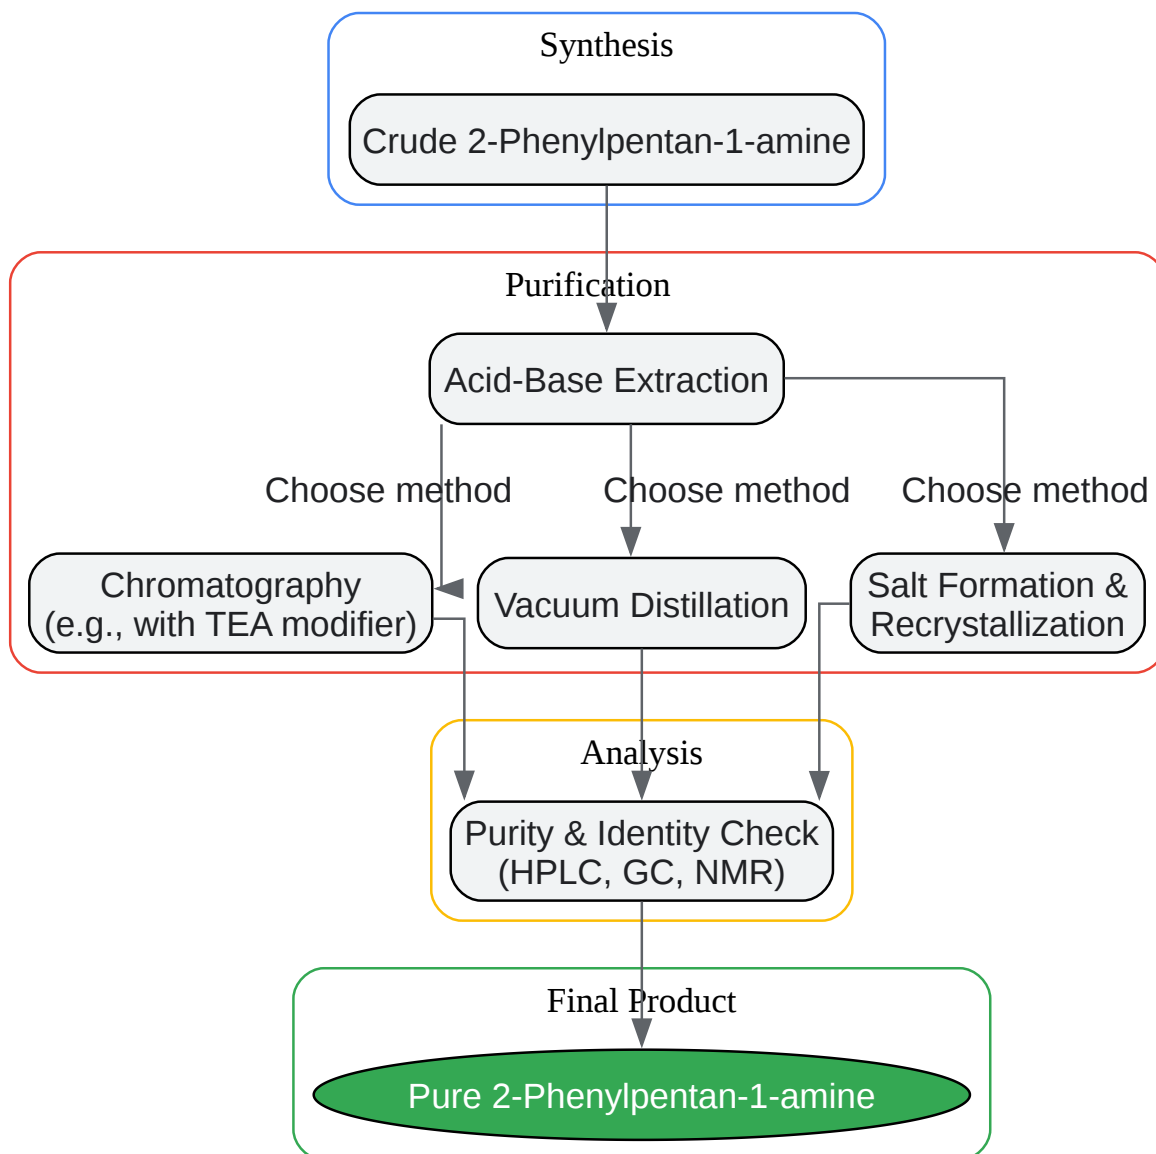 Synthesis
Crude 2-Phenylpentan-1-amine
Purification
Acid-Base Extraction
Choose method
Choose method
Choose method
Chromatography
(e.g., with TEA modifier)
Vacuum Distillation
Salt Formation &
Recrystallization
Analysis
Purity & Identity Check
(HPLC, GC, NMR)
Final Product
Pure 2-Phenylpentan-1-amine